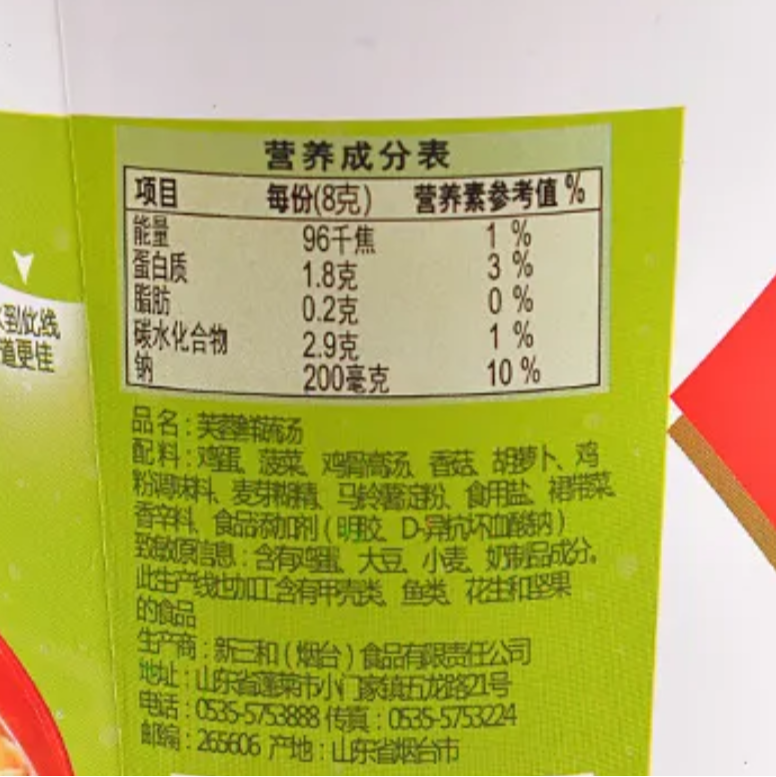 营养成分表
项目 每份(8克) 营养素参考值%
能量 96千焦 1 %
蛋白质 1.8克 3 %
脂肪 0.2克 0 %
碳水化合物 2.9克 1 %
钠 200毫克 10 %
到此线
道更佳
品名:芙蓉鲜蔬汤
配料:鸡蛋、菠菜、鸡骨高汤、香菇、胡萝卜、鸡
粉调味料、麦芽糊精、马铃薯淀粉、食用盐、裙带菜、
香辛料、食品添加剂(明胶、D-异抗坏血酸钠)
致敏原信息:含有鸡蛋、大豆、小麦、奶制品成分。
此生产线也加工含有甲壳类、鱼类、花生和坚果
的食品
生产商:新三和(烟台)食品有限责任公司
地址:山东省蓬莱市小门家镇五龙路21号
电话:0535-5753888 传真:0535-5753224
邮编:265606 产地:山东省烟台市